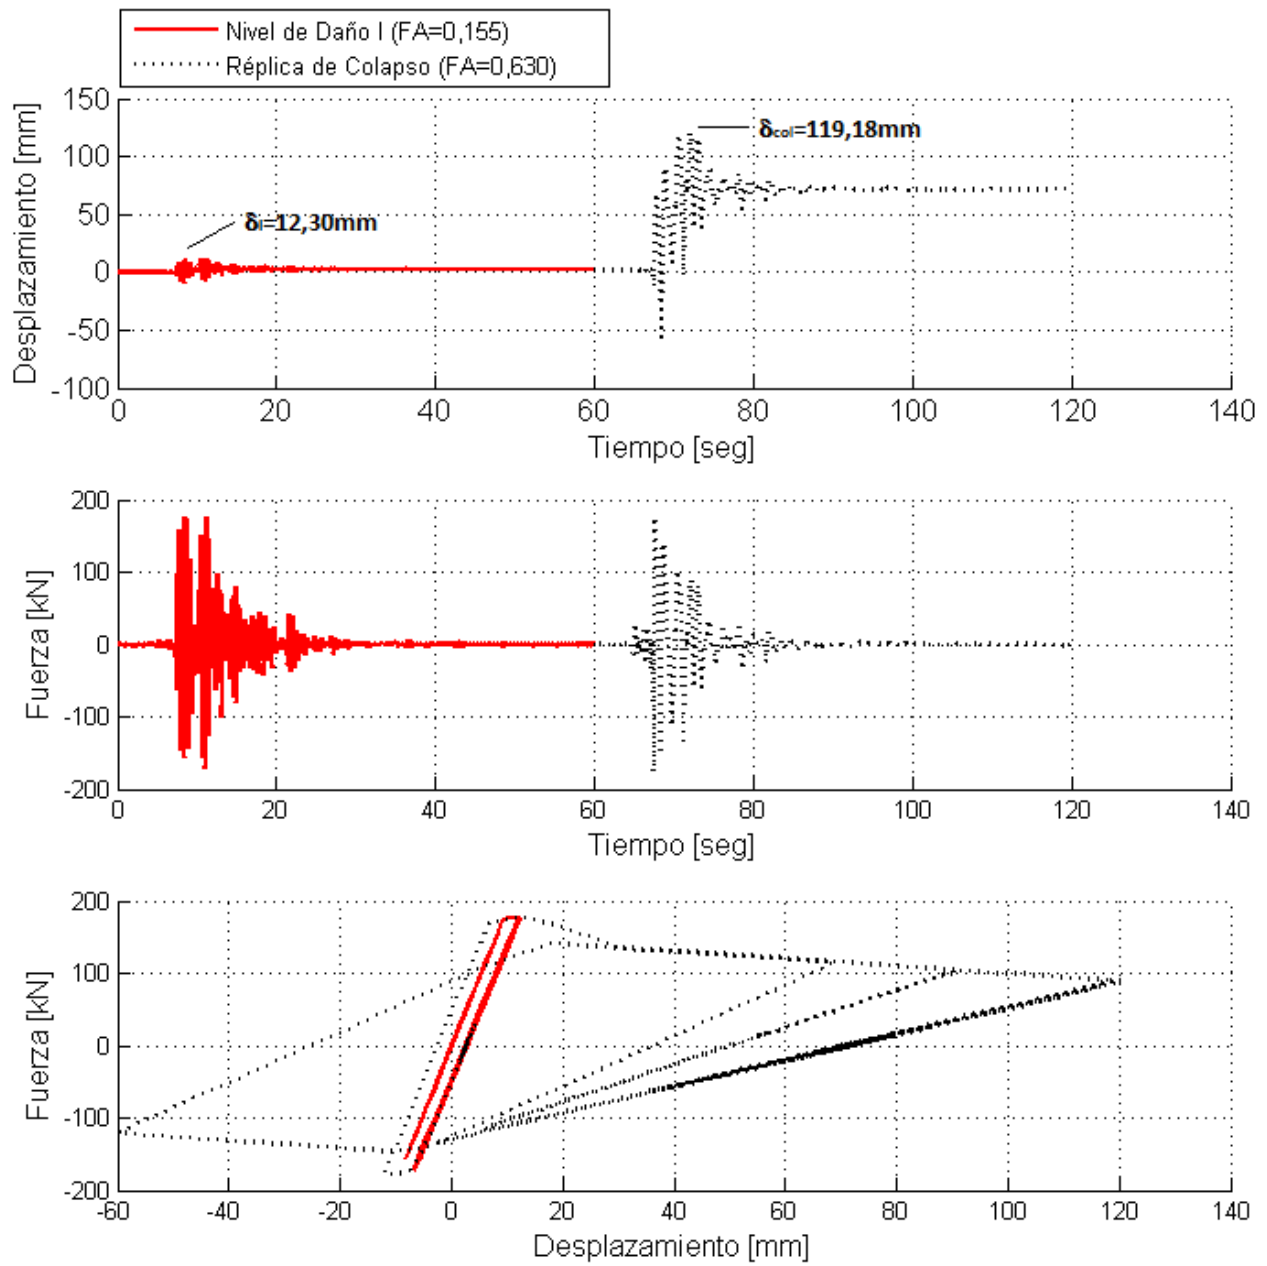 Nivel de Daño I (FA=0,155)
Réplica de Colapso (FA=0,630)
150
100
50
0
-50
-100
Desplazamiento [mm]
δcol=119,18mm
δI=12,30mm
0 20 40 60 80 100 120 140
Tiempo [seg]
200
100
0
-100
-200
Fuerza [kN]
0 20 40 60 80 100 120 140
Tiempo [seg]
200
100
0
-100
-200
Fuerza [kN]
-60 -40 -20 0 20 40 60 80 100 120 140
Desplazamiento [mm]